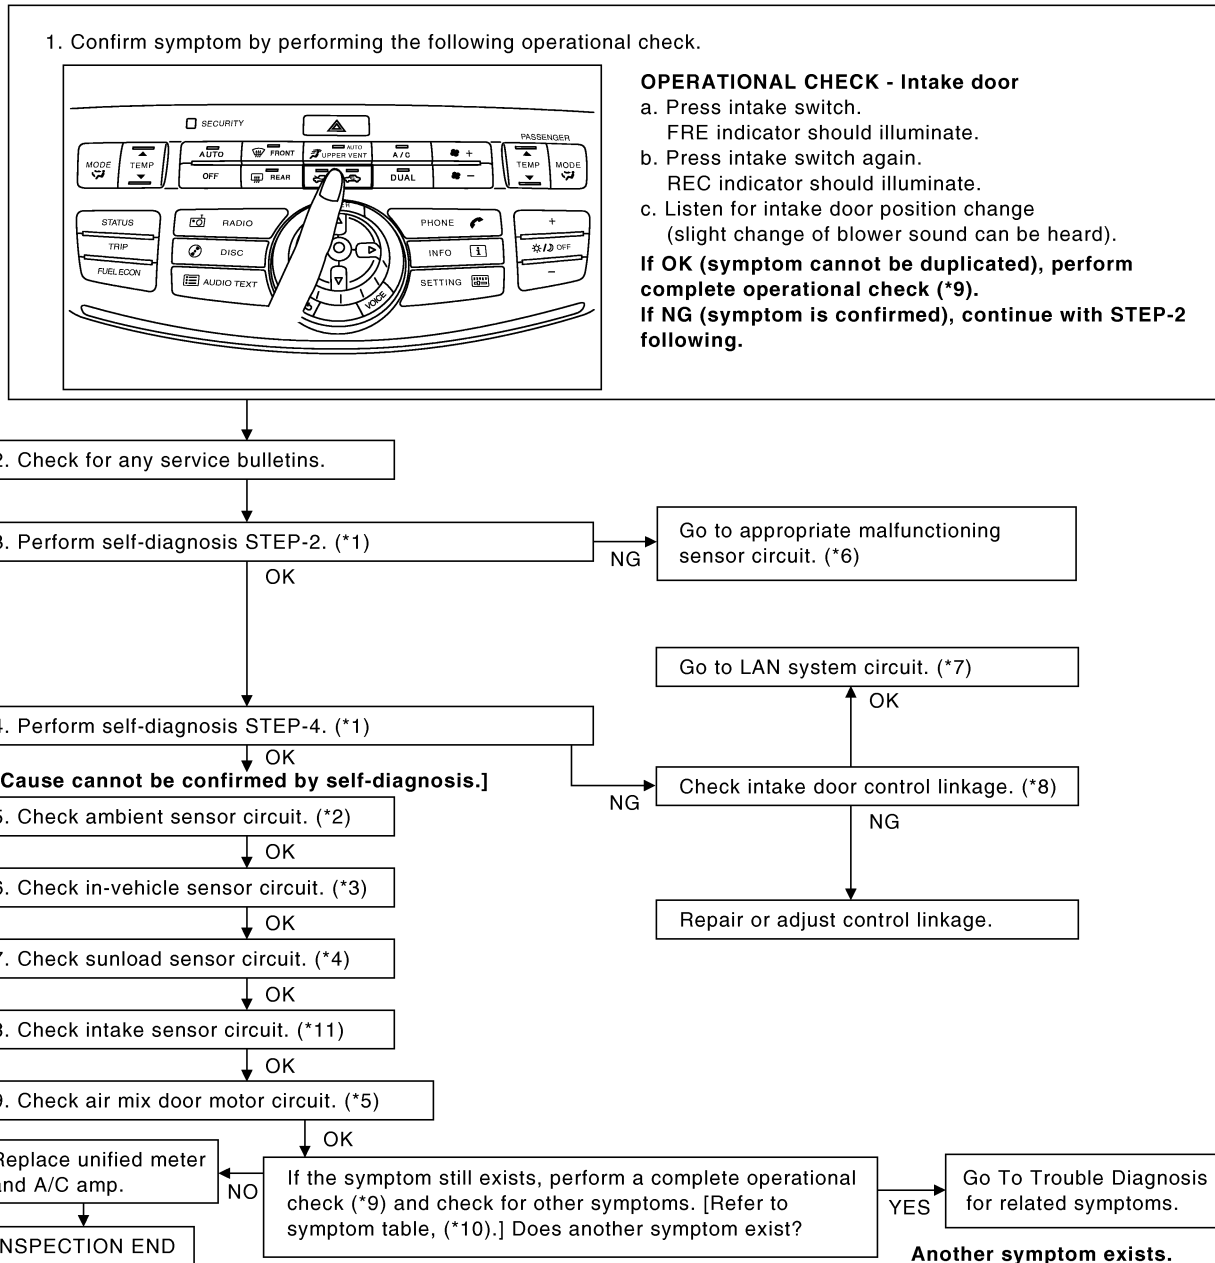 1. Confirm symptom by performing the following operational check.
SECURITY
PASSENGER
MODE
TEMP
AUTO
FRONT
AUTO
UPPER VENT
A/C
+
TEMP
MODE
OFF
REAR
DUAL
−
STATUS
TRIP
FUEL ECON
RADIO
DISC
AUDIO TEXT
VOICE
PHONE
INFO
SETTING
+
OFF
−
OPERATIONAL CHECK - Intake door
a. Press intake switch.
FRE indicator should illuminate.
b. Press intake switch again.
REC indicator should illuminate.
c. Listen for intake door position change
(slight change of blower sound can be heard).
If OK (symptom cannot be duplicated), perform
complete operational check (*9).
If NG (symptom is confirmed), continue with STEP-2
following.
2. Check for any service bulletins.
3. Perform self-diagnosis STEP-2. (*1)
NG
Go to appropriate malfunctioning
sensor circuit. (*6)
OK
Go to LAN system circuit. (*7)
OK
4. Perform self-diagnosis STEP-4. (*1)
OK
NG
Check intake door control linkage. (*8)
NG
Repair or adjust control linkage.
Cause cannot be confirmed by self-diagnosis.]
5. Check ambient sensor circuit. (*2)
OK
6. Check in-vehicle sensor circuit. (*3)
OK
7. Check sunload sensor circuit. (*4)
OK
8. Check intake sensor circuit. (*11)
OK
9. Check air mix door motor circuit. (*5)
OK
If the symptom still exists, perform a complete operational
check (*9) and check for other symptoms. [Refer to
symptom table, (*10).] Does another symptom exist?
NO
Replace unified meter
and A/C amp.
INSPECTION END
YES
Go To Trouble Diagnosis
for related symptoms.
Another symptom exists.